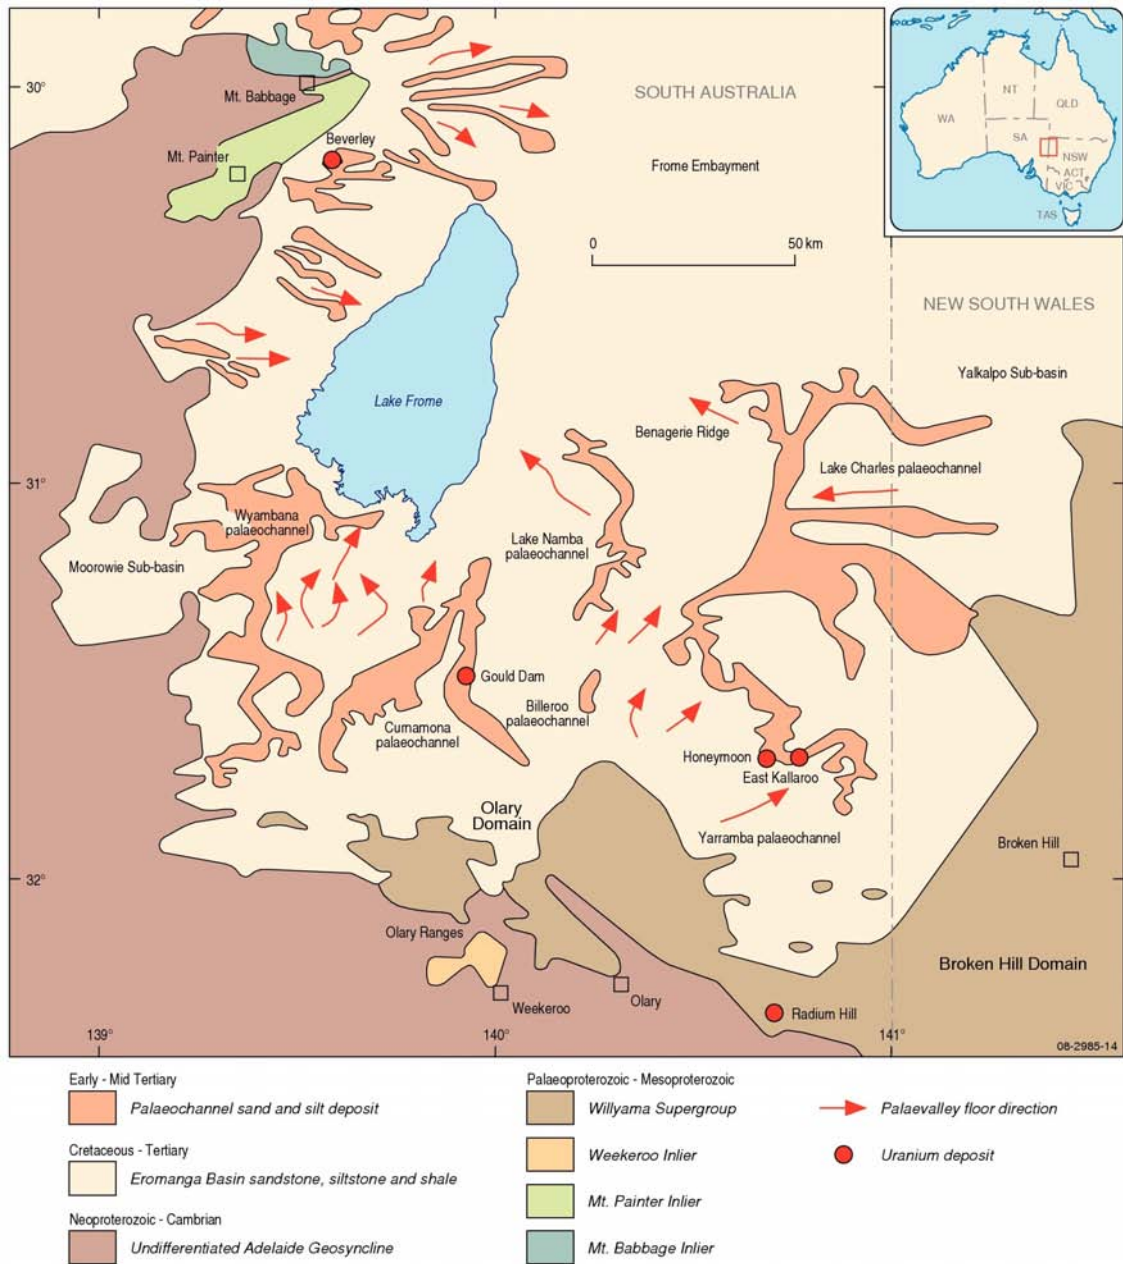 30°
Mt. Babbage
Mt. Painter
Beverley
SOUTH AUSTRALIA
Frome Embayment
0
50 km
WA
NT
QLD
SA
NSW
ACT
VIC
TAS
NEW SOUTH WALES
Yalkalpo Sub-basin
Lake Frome
Benagerie Ridge
Lake Charles palaeochannel
31°
Wyambana
palaeochannel
Moorowie Sub-basin
Lake Namba
palaeochannel
Gould Dam
Billeroo
palaeochannel
Curnamona
palaeochannel
Honeymoon
East Kallaroo
Yarramba palaeochannel
Olary
Domain
Broken Hill
32°
Olary Ranges
Broken Hill Domain
Weekeroo
Olary
Radium Hill
139°
140°
141°
08-2985-14
Early - Mid Tertiary
Palaeochannel sand and silt deposit
Cretaceous - Tertiary
Eromanga Basin sandstone, siltstone and shale
Neoproterozoic - Cambrian
Undifferentiated Adelaide Geosyncline
Palaeoproterozoic - Mesoproterozoic
Willyama Supergroup
Weekeroo Inlier
Mt. Painter Inlier
Mt. Babbage Inlier
Palaevalley floor direction
Uranium deposit